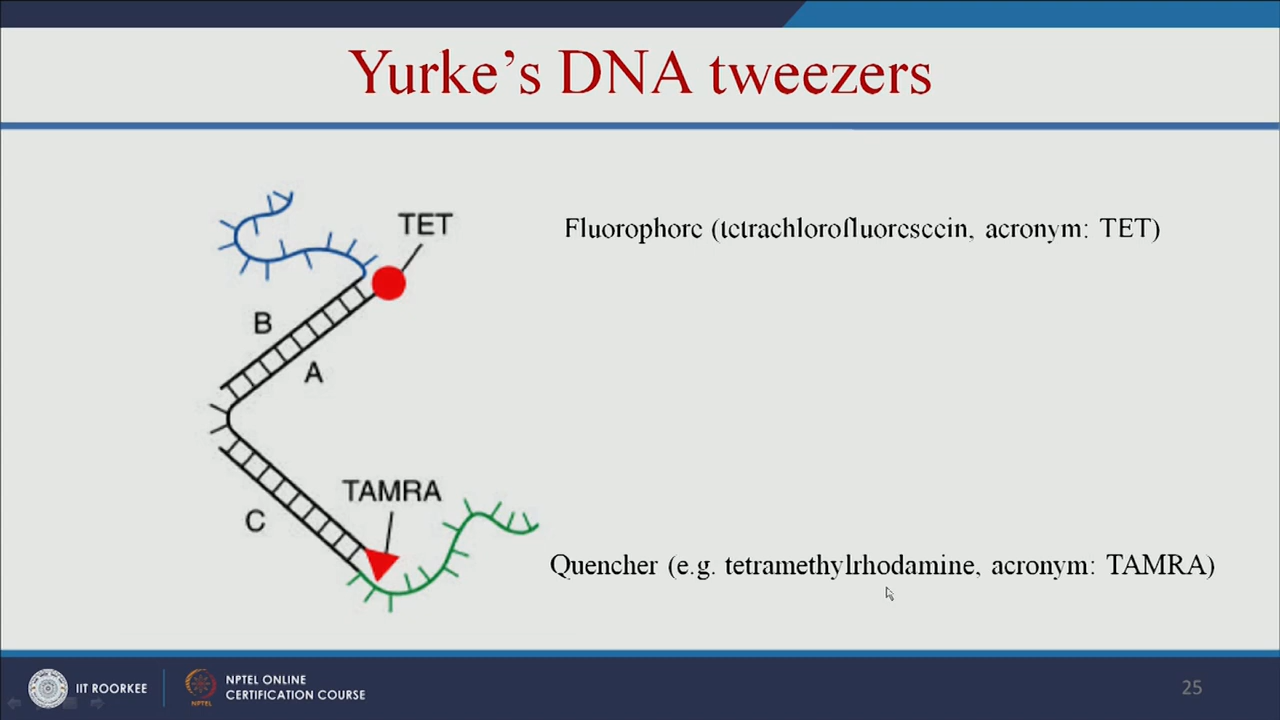 Yurke's DNA tweezers
TET
Fluorophore (tetrachlorofluorescein, acronym: TET)
B
A
TAMRA
C
Quencher (e.g. tetramethylrhodamine, acronym: TAMRA)
IIT ROORKEE
NPTEL
NPTEL ONLINE
CERTIFICATION COURSE
25